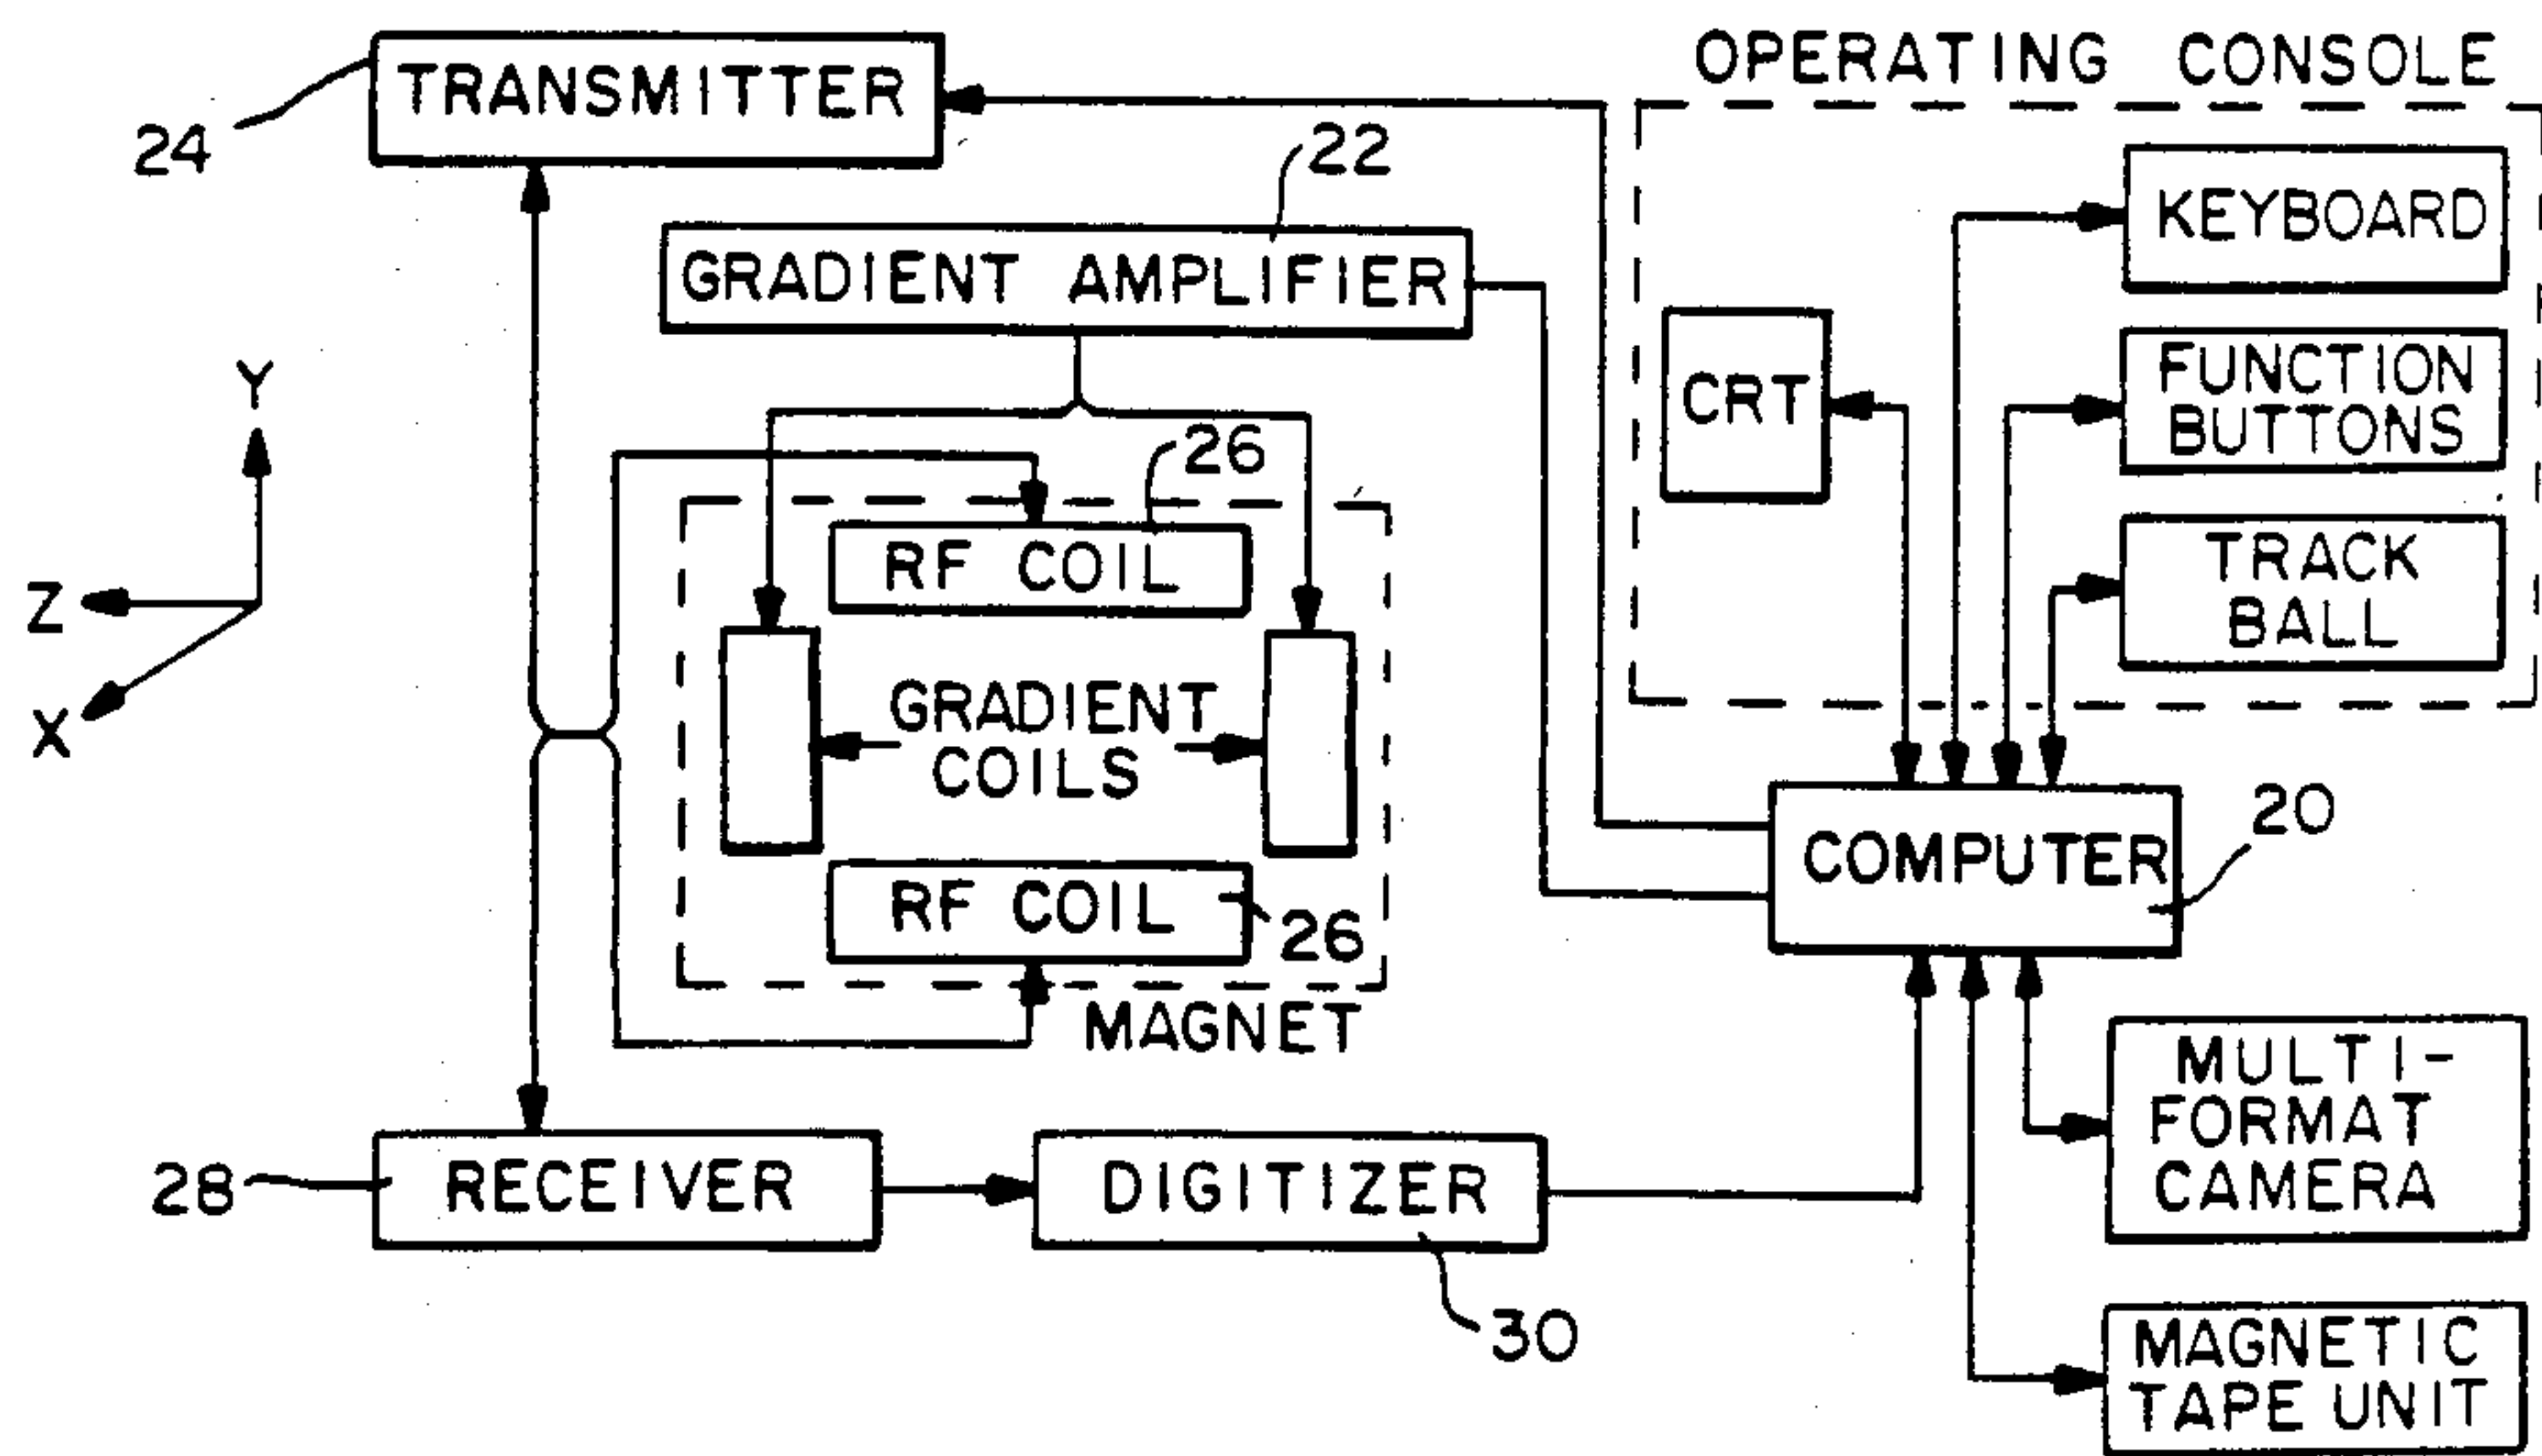 OPERATING CONSOLE
TRANSMITTER
24
22
KEYBOARD
GRADIENT AMPLIFIER
CRT
FUNCTION
BUTTONS
Y
26
RF COIL
TRACK
BALL
Z
X
GRADIENT
COILS
COMPUTER
20
RF COIL
26
MAGNET
MULTI-
FORMAT
CAMERA
28
RECEIVER
DIGITIZER
30
MAGNETIC
TAPE UNIT